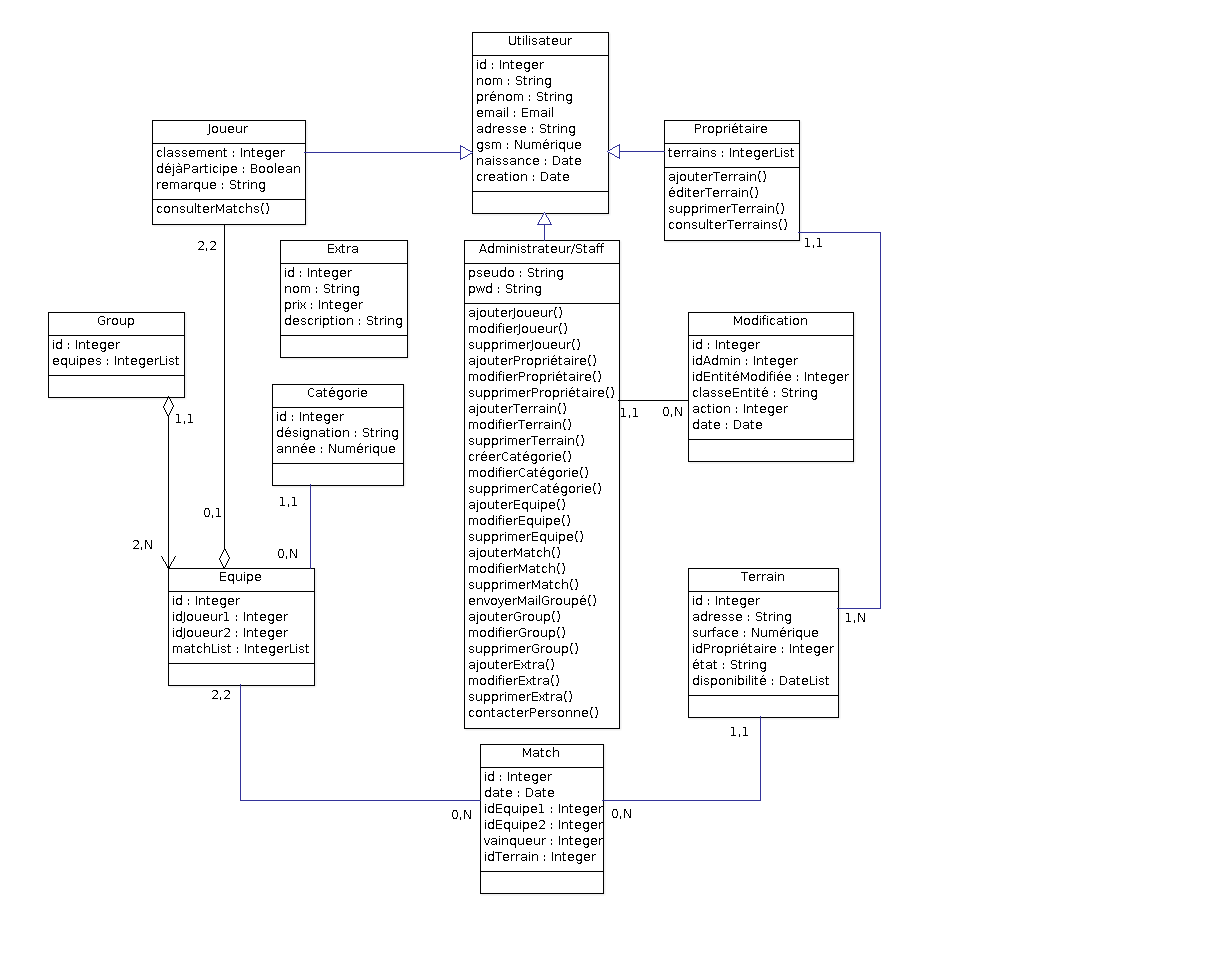 Utilisateur
id : Integer
nom : String
prénom : String
email : Email
adresse : String
gsm : Numérique
naissance : Date
creation : Date
Joueur
classement : Integer
déjàParticipe : Boolean
remarque : String
consulterMatchs()
2,2
Propriétaire
terrains : IntegerList
ajouterTerrain()
éditerTerrain()
supprimerTerrain()
consulterTerrains()
1,1
Extra
id : Integer
nom : String
prix : Integer
description : String
Administrateur/Staff
pseudo : String
pwd : String
ajouterJoueur()
modifierJoueur()
supprimerJoueur()
ajouterPropriétaire()
modifierPropriétaire()
supprimerPropriétaire()
ajouterTerrain()
modifierTerrain()
supprimerTerrain()
créerCatégorie()
modifierCatégorie()
supprimerCatégorie()
ajouterEquipe()
modifierEquipe()
supprimerEquipe()
ajouterMatch()
modifierMatch()
supprimerMatch()
envoyerMailGroupé()
ajouterGroup()
modifierGroup()
supprimerGroup()
ajouterExtra()
modifierExtra()
supprimerExtra()
contacterPersonne()
1,1
0,N
Modification
id : Integer
idAdmin : Integer
idEntitéModifiée : Integer
classeEntité : String
action : Integer
date : Date
Group
id : Integer
equipes : IntegerList
1,1
2,N
Catégorie
id : Integer
désignation : String
année : Numérique
1,1
0,N
0,1
Equipe
id : Integer
idJoueur1 : Integer
idJoueur2 : Integer
matchList : IntegerList
2,2
Terrain
id : Integer
adresse : String
surface : Numérique
idPropriétaire : Integer
état : String
disponibilité : DateList
1,N
1,1
Match
id : Integer
date : Date
idEquipe1 : Integer
idEquipe2 : Integer
vainqueur : Integer
idTerrain : Integer
0,N
0,N